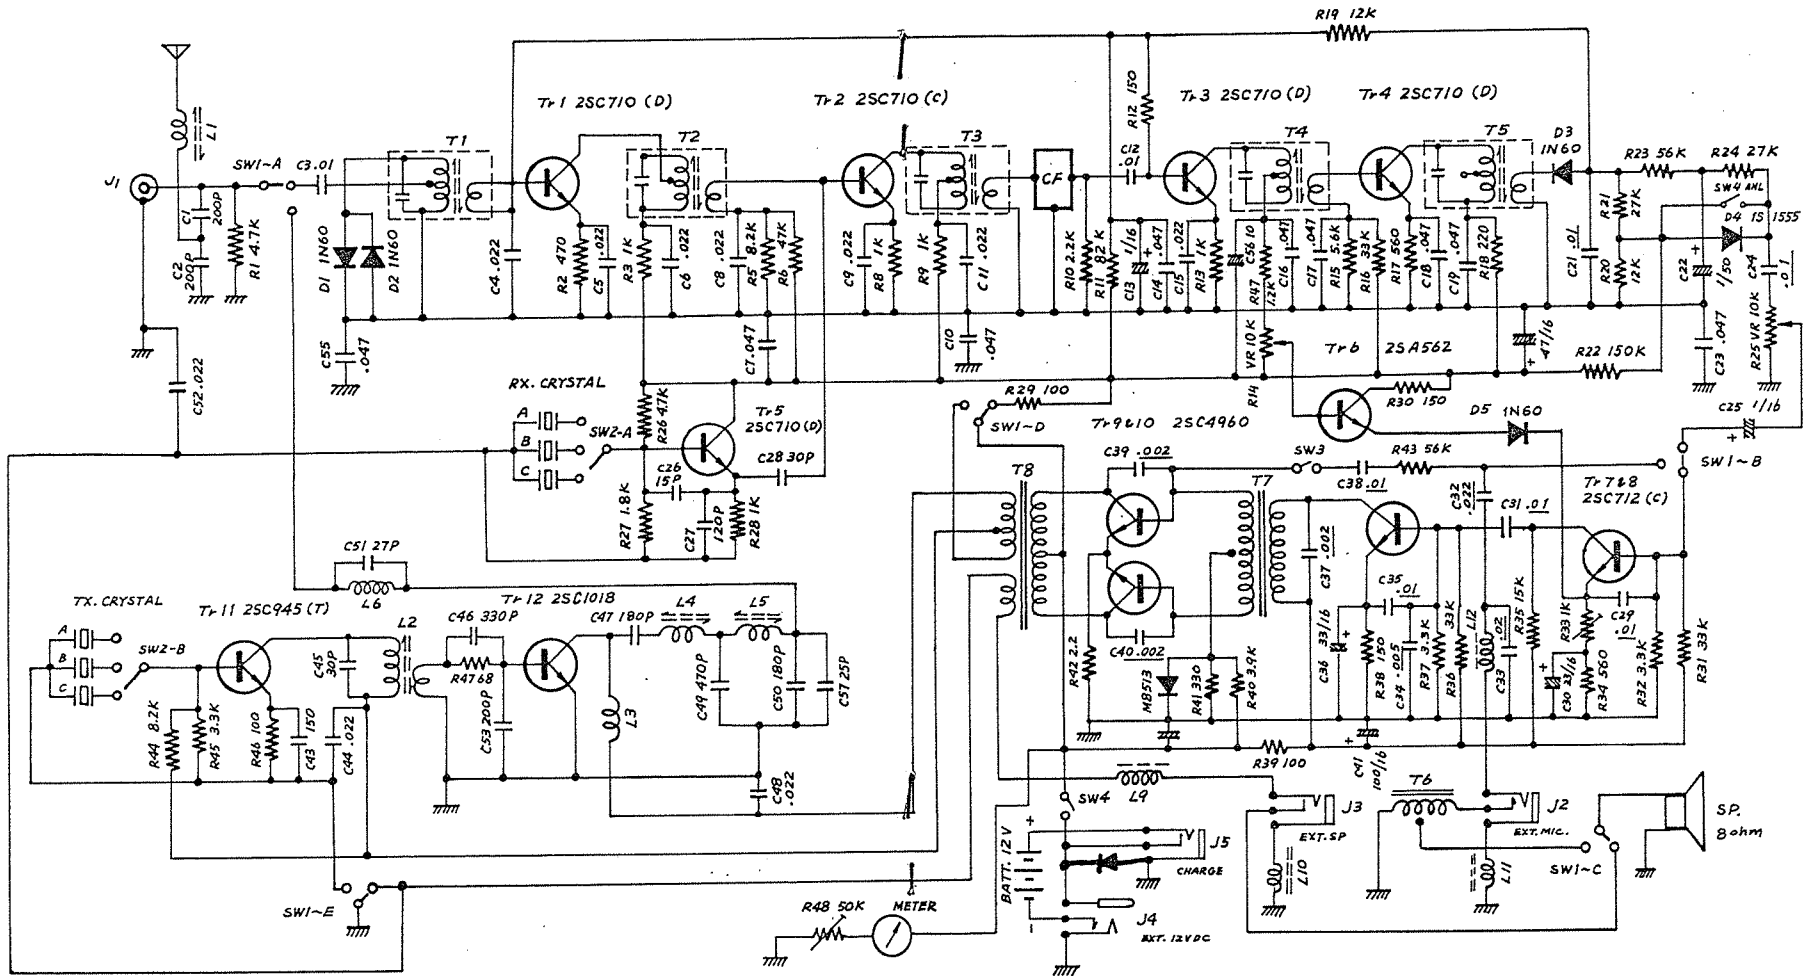 R19 12K
Tr1 2SC710 (D)
Tr2 2SC710 (C)
R12 150
Tr3 2SC710 (D)
Tr4 2SC710 (D)
L1
SW1~A
C3.01
T1
T2
T3
C12
.01
T4
T5
D3
1N60
R23 56K
R24 27K
J1
CF
SW4 ANL
D4 1S 1555
C1
200P
C2
200P
R1 4.7K
D1 1N60
D2 1N60
C4 .022
R2 470
C5 .022
R3 1K
C6 .022
C8 .022
R5 8.2K
R6 47K
C9 .022
R8 1K
R9 1K
C11 .022
R10 2.2K
R11 82K
C13 1/16
C14 .047
C15 .022
R13 1K
C56 10
R47 1.2K
C16 .047
C17 .047
R15 5.6K
R16 33K
R17 560
C18 .047
C19 .047
R18 220
C21 .01
R21
27K
R20
12K
C22
1/50
C24
.01
R25 VR 10K
C55
.047
C7.047
C10
.047
VR 10K
R14
Tr6 2SA562
47/16
R22 150K
C23 .047
C52 .022
RX. CRYSTAL
A
B
C
SW2-A
R26 47K
Tr5
2SC710 (D)
C28 30P
C26
15P
R27 1.8K
C27
120P
R28 1K
R29 100
SW1~D
Tr9&10 2SC4960
R30 150
D5 1N60
C25 1/16
SW1~B
C39 .002
SW3
R43 56K
C38.01
T8
T7
C32
.022
Tr7&8
2SC712 (C)
C31 .01
C37 .002
C35
.01
C40.002
R42 2.2
MB513
R41 330
R40 3.9K
C36 33/16
R38 150
C34 .005
R37 3.3K
R36 33K
L12
C33 .02
R35 15K
R33 1K
C29
.01
C30 33/16
R34 560
R32 3.3K
R31 33K
C51 27P
L6
TX. CRYSTAL
A
B
C
SW2-B
Tr11 2SC945 (T)
Tr12 2SC1018
L2
C46 330P
C47 180P
L4
L5
C45
30P
R47 68
R44 8.2K
R45 3.3K
R46 100
C43 150
C44 .022
C53 200P
L3
C49 470P
C50 180P
C57 25P
C48
.022
R39 100
C41
100/16
L9
SW4
J3
EXT. SP
L10
T6
J2
EXT. MIC.
L11
SW1~C
SP.
8ohm
BATT. 12V
J5
CHARGE
J4
EXT. 12VDC
SW1~E
R48 50K
METER